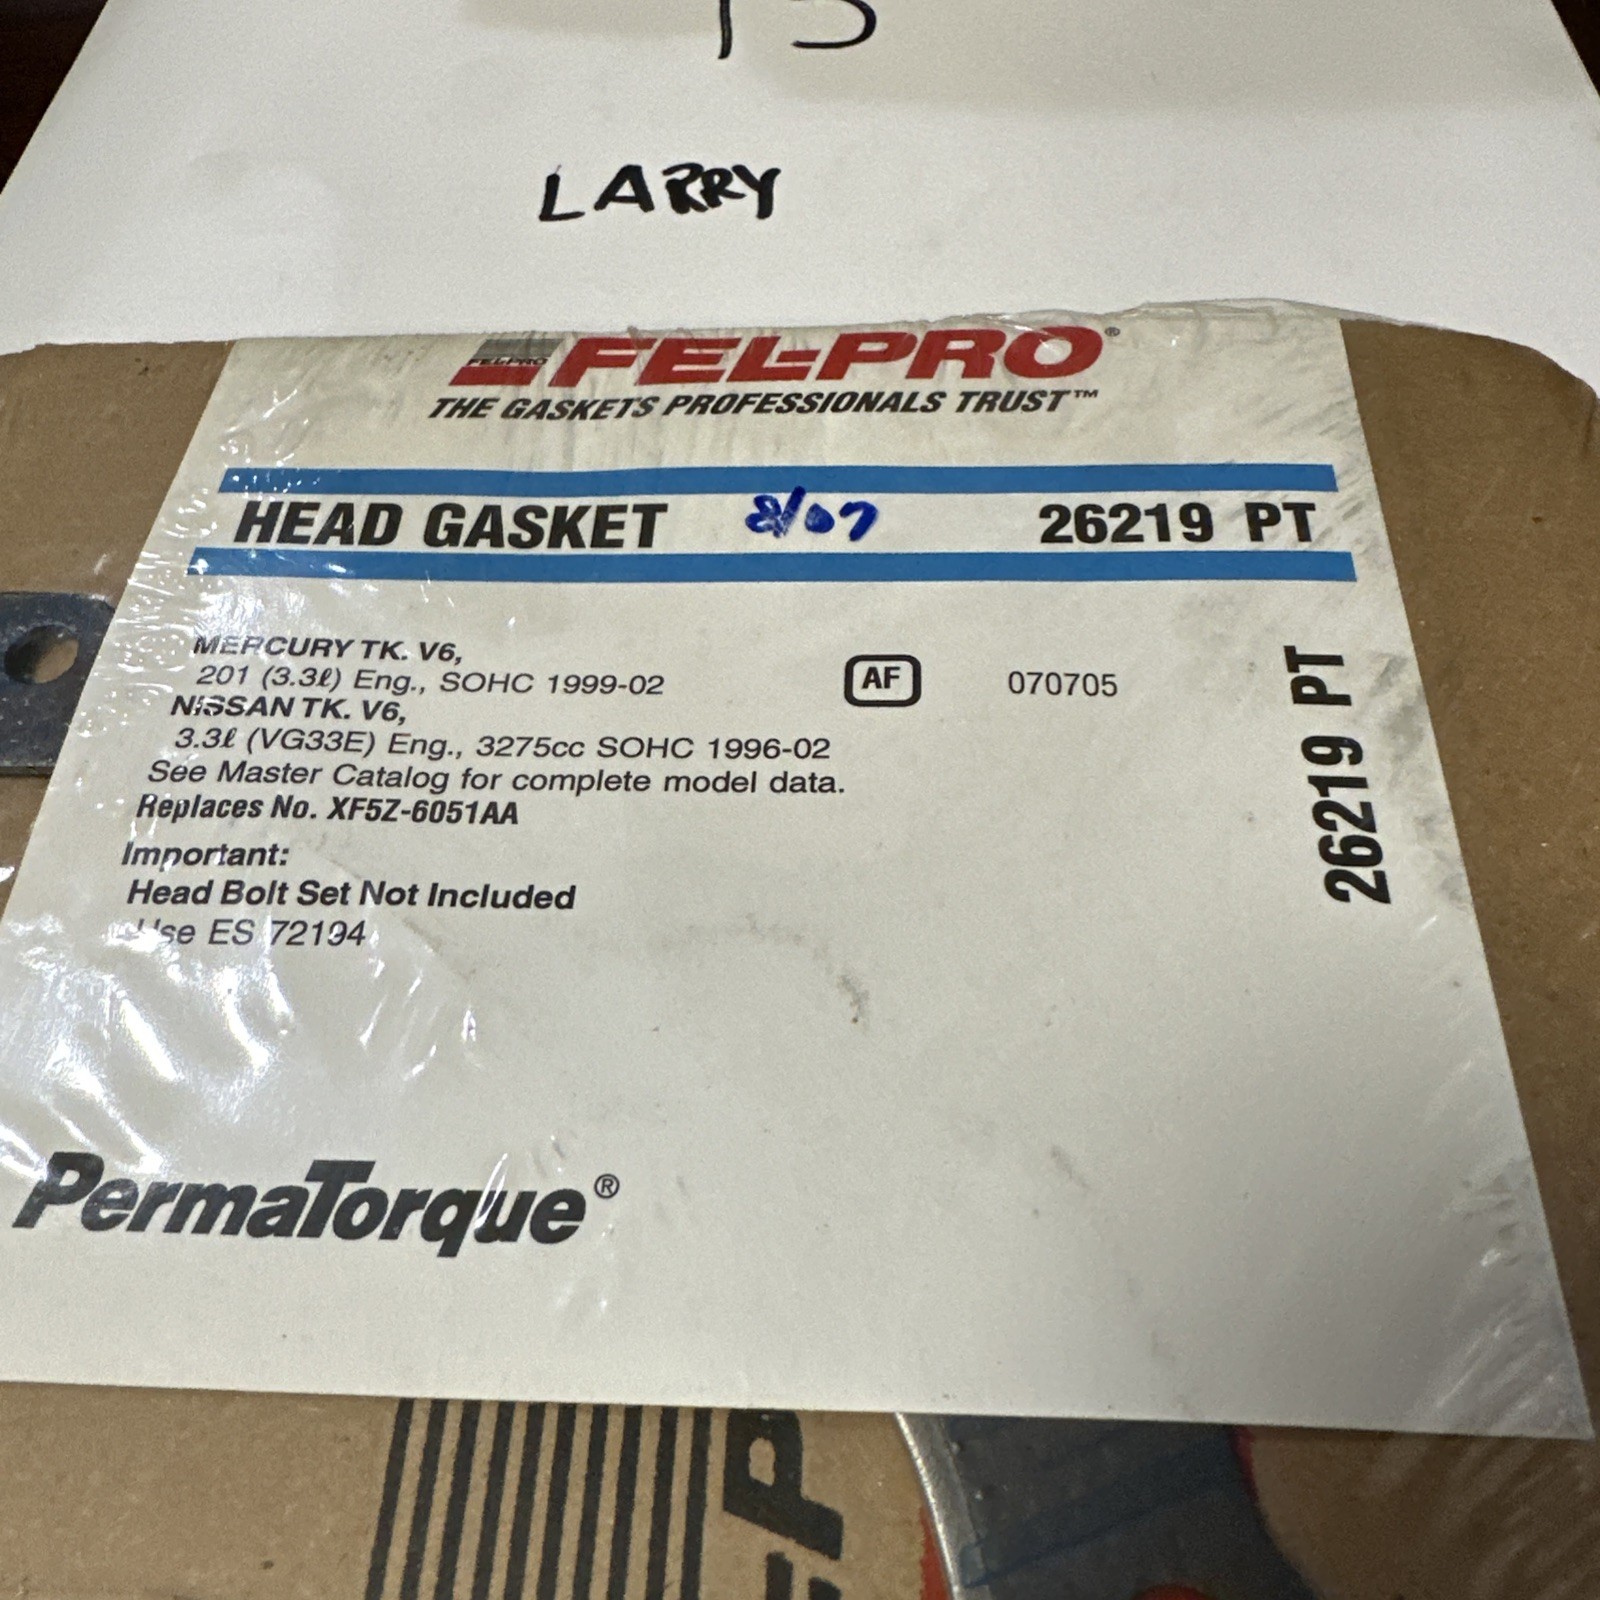 LARRY
FEL-PRO
FEL-PRO®
THE GASKETS PROFESSIONALS TRUST™
HEAD GASKET 8/07 26219 PT
MERCURY TK. V6,
201 (3.3ℓ) Eng., SOHC 1999-02
AF 070705
NISSAN TK. V6,
3.3ℓ (VG33E) Eng., 3275cc SOHC 1996-02
See Master Catalog for complete model data.
Replaces No. XF5Z-6051AA
Important:
Head Bolt Set Not Included
Use ES 72194
26219 PT
PermaTorque®